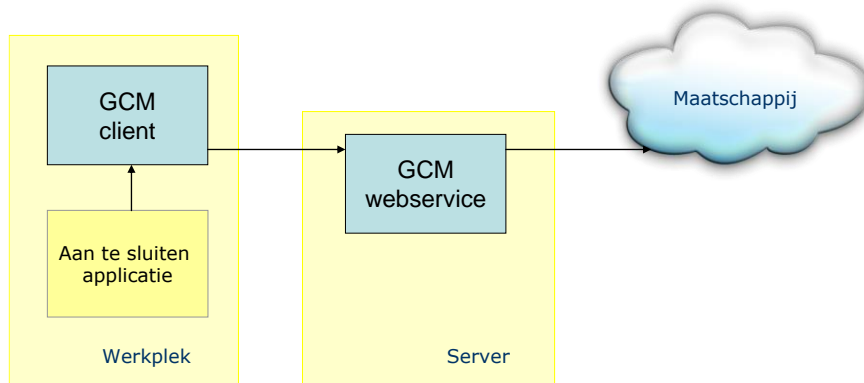 GCM
client
Aan te sluiten
applicatie
Werkplek
GCM
webservice
Server
Maatschappij